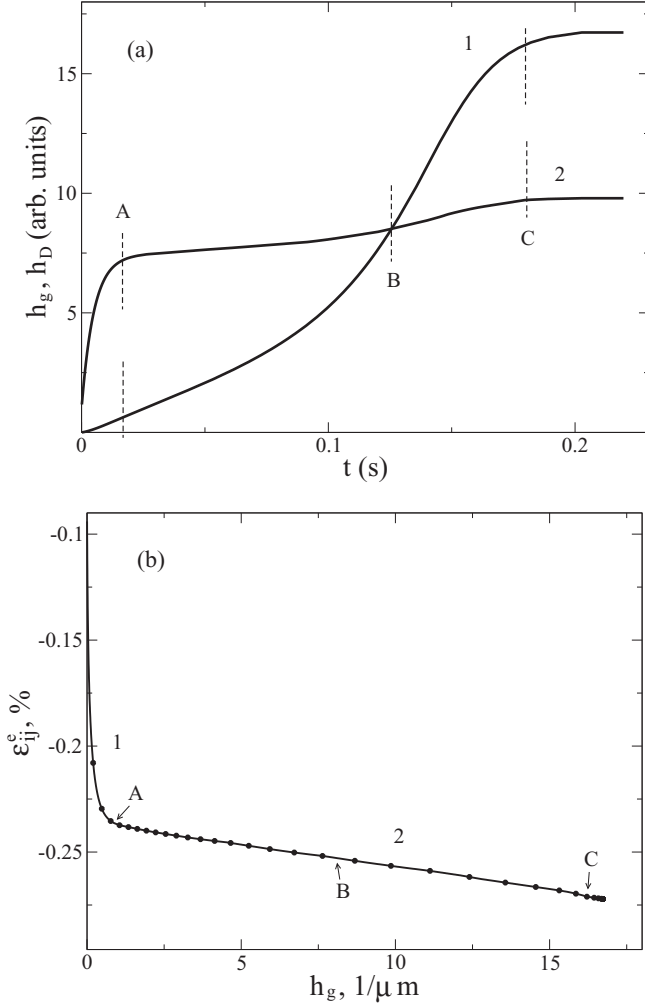 (a)
1
15
h_g, h_D (arb. units)
10
A
2
B
C
5
0
0.1
0.2
t (s)
-0.1
(b)
-0.15
ε^e_ij, %
-0.2
1
A
2
-0.25
B
C
0
5
10
15
h_g, 1/μ m